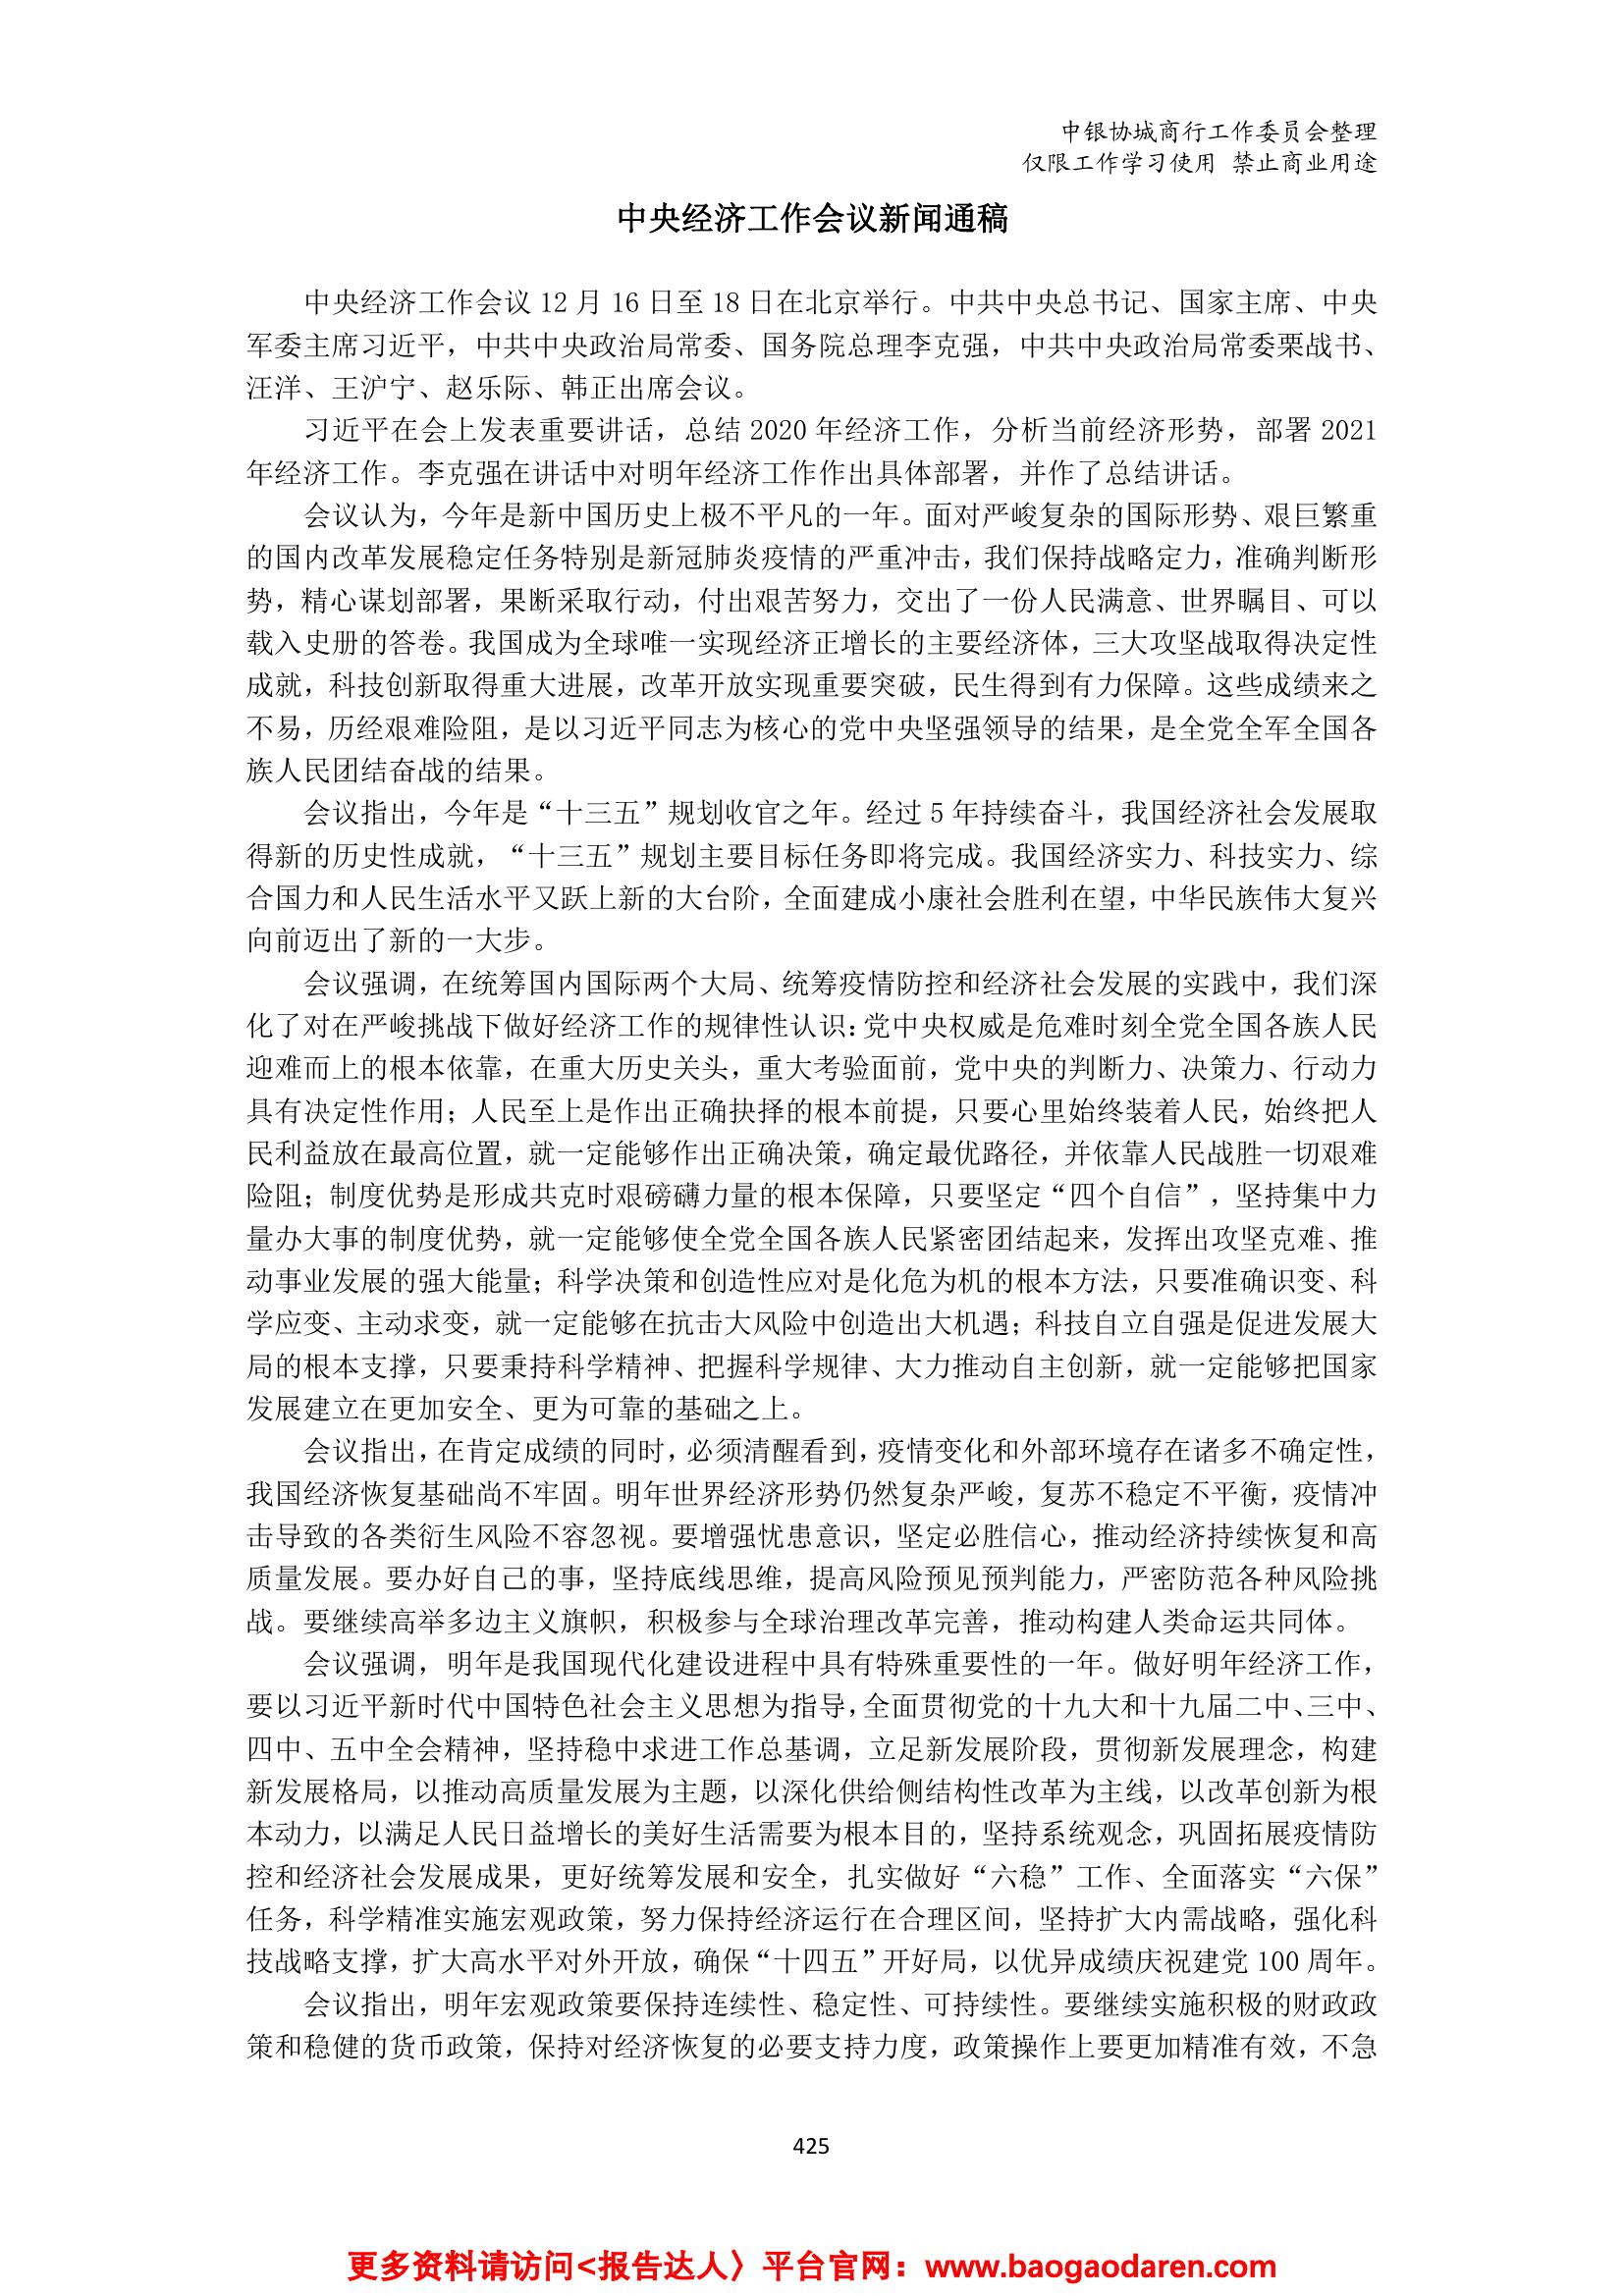 中银协城商行工作委员会整理
仅限工作学习使用 禁止商业用途
中央经济工作会议新闻通稿
中央经济工作会议 12 月 16 日至 18 日在北京举行。中共中央总书记、国家主席、中央
军委主席习近平，中共中央政治局常委、国务院总理李克强，中共中央政治局常委栗战书、
汪洋、王沪宁、赵乐际、韩正出席会议。
习近平在会上发表重要讲话，总结 2020 年经济工作，分析当前经济形势，部署 2021
年经济工作。李克强在讲话中对明年经济工作作出具体部署，并作了总结讲话。
会议认为，今年是新中国历史上极不平凡的一年。面对严峻复杂的国际形势、艰巨繁重
的国内改革发展稳定任务特别是新冠肺炎疫情的严重冲击，我们保持战略定力，准确判断形
势，精心谋划部署，果断采取行动，付出艰苦努力，交出了一份人民满意、世界瞩目、可以
载入史册的答卷。我国成为全球唯一实现经济正增长的主要经济体，三大攻坚战取得决定性
成就，科技创新取得重大进展，改革开放实现重要突破，民生得到有力保障。这些成绩来之
不易，历经艰难险阻，是以习近平同志为核心的党中央坚强领导的结果，是全党全军全国各
族人民团结奋战的结果。
会议指出，今年是“十三五”规划收官之年。经过 5 年持续奋斗，我国经济社会发展取
得新的历史性成就，“十三五”规划主要目标任务即将完成。我国经济实力、科技实力、综
合国力和人民生活水平又跃上新的大台阶，全面建成小康社会胜利在望，中华民族伟大复兴
向前迈出了新的一大步。
会议强调，在统筹国内国际两个大局、统筹疫情防控和经济社会发展的实践中，我们深
化了对在严峻挑战下做好经济工作的规律性认识：党中央权威是危难时刻全党全国各族人民
迎难而上的根本依靠，在重大历史关头，重大考验面前，党中央的判断力、决策力、行动力
具有决定性作用；人民至上是作出正确抉择的根本前提，只要心里始终装着人民，始终把人
民利益放在最高位置，就一定能够作出正确决策，确定最优路径，并依靠人民战胜一切艰难
险阻；制度优势是形成共克时艰磅礴力量的根本保障，只要坚定“四个自信”，坚持集中力
量办大事的制度优势，就一定能够使全党全国各族人民紧密团结起来，发挥出攻坚克难、推
动事业发展的强大能量；科学决策和创造性应对是化危为机的根本方法，只要准确识变、科
学应变、主动求变，就一定能够在抗击大风险中创造出大机遇；科技自立自强是促进发展大
局的根本支撑，只要秉持科学精神、把握科学规律、大力推动自主创新，就一定能够把国家
发展建立在更加安全、更为可靠的基础之上。
会议指出，在肯定成绩的同时，必须清醒看到，疫情变化和外部环境存在诸多不确定性，
我国经济恢复基础尚不牢固。明年世界经济形势仍然复杂严峻，复苏不稳定不平衡，疫情冲
击导致的各类衍生风险不容忽视。要增强忧患意识，坚定必胜信心，推动经济持续恢复和高
质量发展。要办好自己的事，坚持底线思维，提高风险预见预判能力，严密防范各种风险挑
战。要继续高举多边主义旗帜，积极参与全球治理改革完善，推动构建人类命运共同体。
会议强调，明年是我国现代化建设进程中具有特殊重要性的一年。做好明年经济工作，
要以习近平新时代中国特色社会主义思想为指导，全面贯彻党的十九大和十九届二中、三中、
四中、五中全会精神，坚持稳中求进工作总基调，立足新发展阶段，贯彻新发展理念，构建
新发展格局，以推动高质量发展为主题，以深化供给侧结构性改革为主线，以改革创新为根
本动力，以满足人民日益增长的美好生活需要为根本目的，坚持系统观念，巩固拓展疫情防
控和经济社会发展成果，更好统筹发展和安全，扎实做好“六稳”工作、全面落实“六保”
任务，科学精准实施宏观政策，努力保持经济运行在合理区间，坚持扩大内需战略，强化科
技战略支撑，扩大高水平对外开放，确保“十四五”开好局，以优异成绩庆祝建党 100 周年。
会议指出，明年宏观政策要保持连续性、稳定性、可持续性。要继续实施积极的财政政
策和稳健的货币政策，保持对经济恢复的必要支持力度，政策操作上要更加精准有效，不急
425
更多资料请访问<报告达人〉平台官网：www.baogaodaren.com